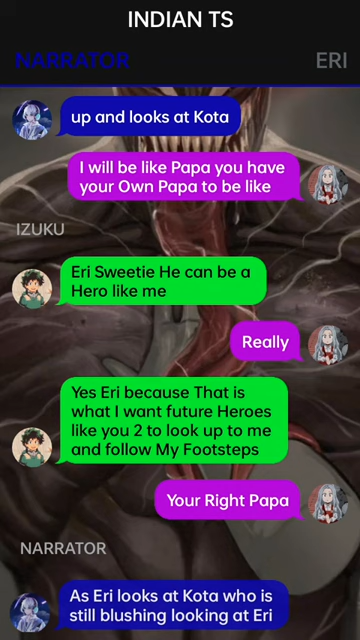 INDIAN TS
NARRATOR
ERI
up and looks at Kota
I will be like Papa you have
your Own Papa to be like
IZUKU
Eri Sweetie He can be a
Hero like me
Really
Yes Eri because That is
what I want future Heroes
like you 2 to look up to me
and follow My Footsteps
Your Right Papa
NARRATOR
As Eri looks at Kota who is
still blushing looking at Eri